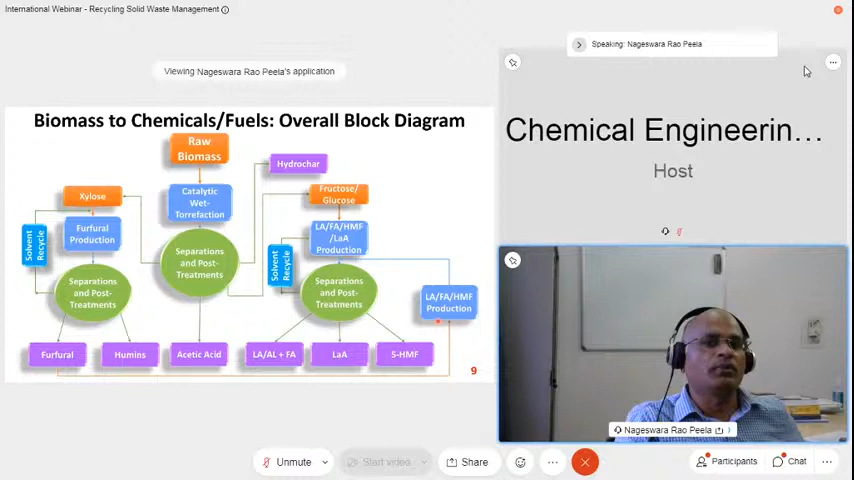 International Webinar - Recycling Solid Waste Management
Speaking: Nageswara Rao Peela
Viewing Nageswara Rao Peela's application
Biomass to Chemicals/Fuels: Overall Block Diagram
Raw
Biomass
Hydrochar
Xylose
Catalytic
Wet-
Torrefaction
Fructose/
Glucose
Solvent
Recycle
Furfural
Production
LA/FA/HMF
/LaA
Production
Separations
and Post-
Treatments
Solvent
Recycle
Separations
and Post-
Treatments
Separations
and Post-
Treatments
LA/FA/HMF
Production
Furfural
Humins
Acetic Acid
LA/AL + FA
LaA
5-HMF
9
Chemical Engineerin...
Host
Nageswara Rao Peela
Unmute
Start video
Share
Participants
Chat